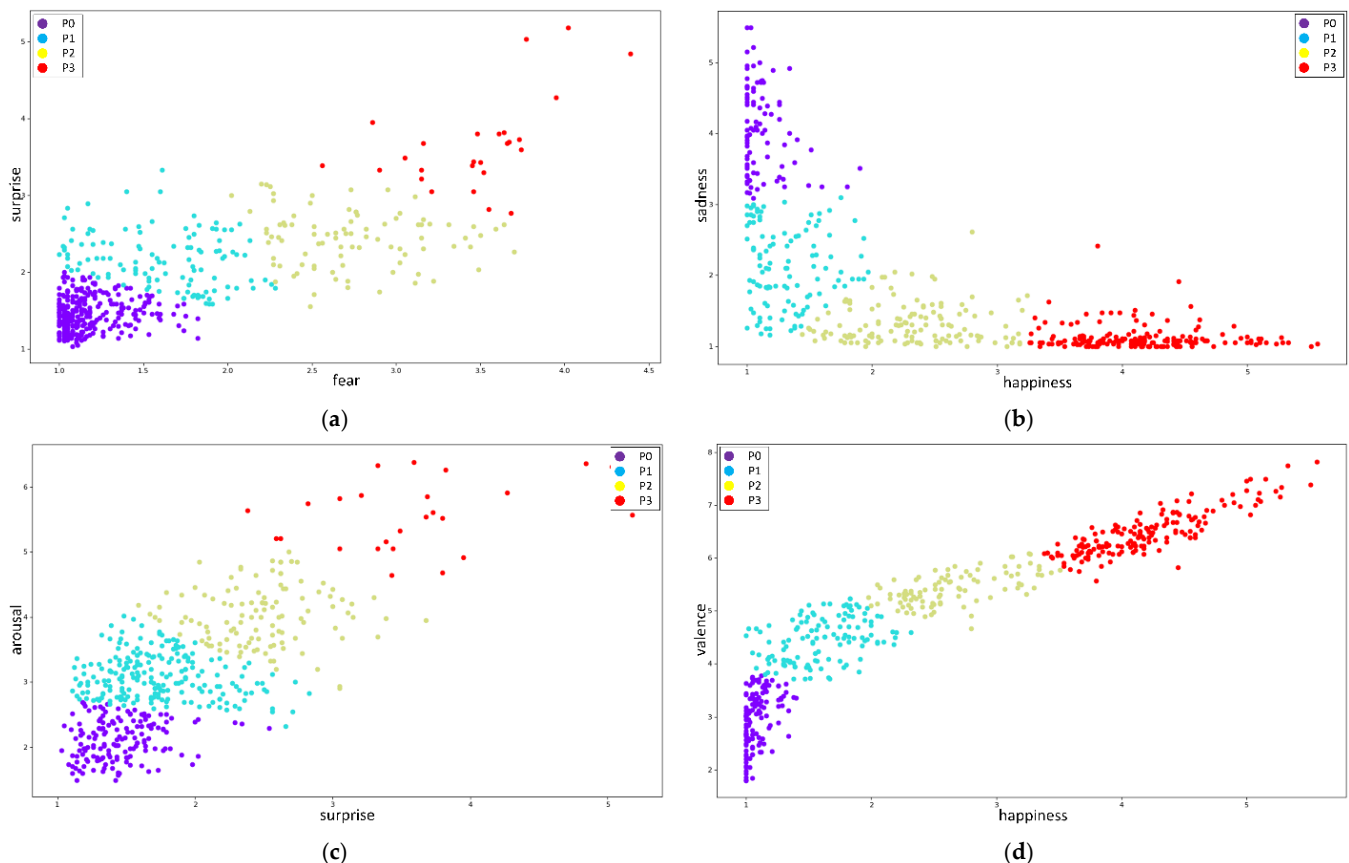 P0
P1
P2
P3
5
4
3
2
1
surprise
1.0 1.5 2.0 2.5 3.0 3.5 4.0 4.5
fear
(a)
P0
P1
P2
P3
5
4
3
2
1
sadness
1 2 3 4 5
happiness
(b)
P0
P1
P2
P3
6
5
4
3
2
arousal
1 2 3 4 5
surprise
(c)
P0
P1
P2
P3
8
7
6
5
4
3
2
valence
1 2 3 4 5
happiness
(d)